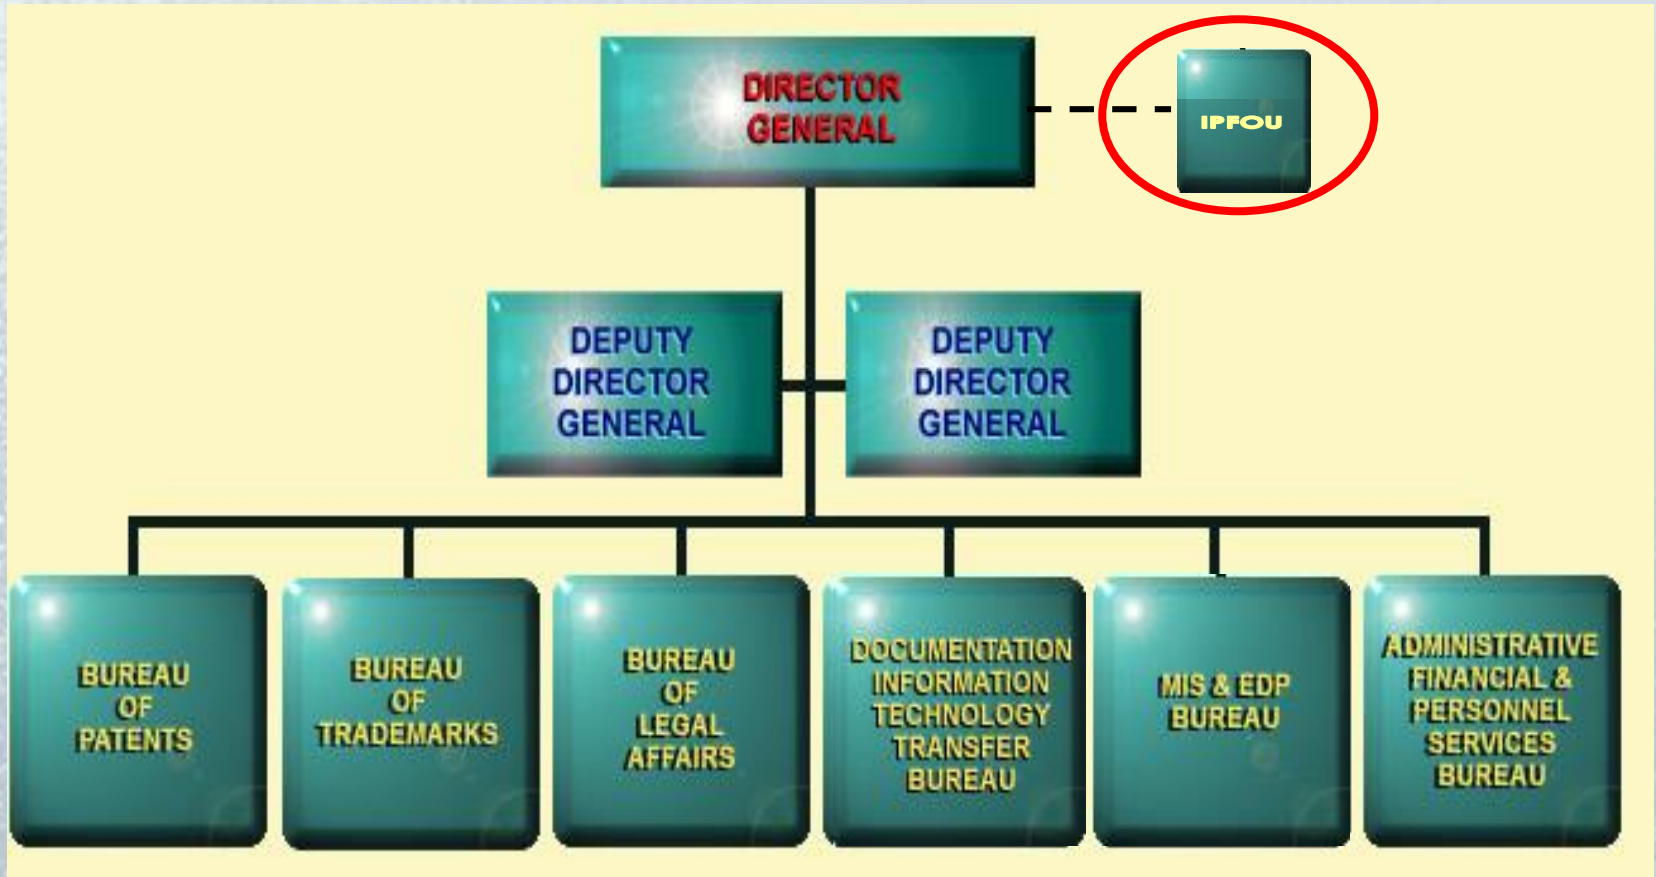 DIRECTOR
GENERAL
IPFOU
DEPUTY
DIRECTOR
GENERAL
DEPUTY
DIRECTOR
GENERAL
BUREAU
OF
PATENTS
BUREAU
OF
TRADEMARKS
BUREAU
OF
LEGAL
AFFAIRS
DOCUMENTATION
INFORMATION
TECHNOLOGY
TRANSFER
BUREAU
MIS & EDP
BUREAU
ADMINISTRATIVE
FINANCIAL &
PERSONNEL
SERVICES
BUREAU